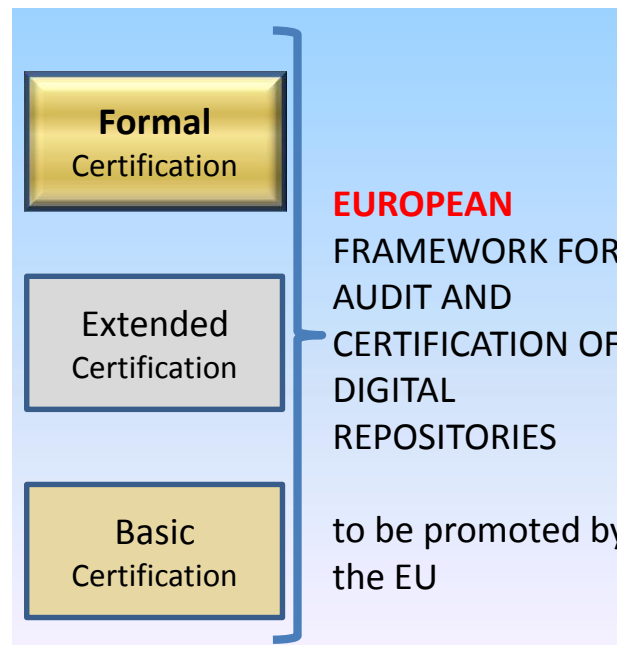 Formal
Certification
Extended
Certification
Basic
Certification
EUROPEAN
FRAMEWORK FOR
AUDIT AND
CERTIFICATION OF
DIGITAL
REPOSITORIES
to be promoted by
the EU